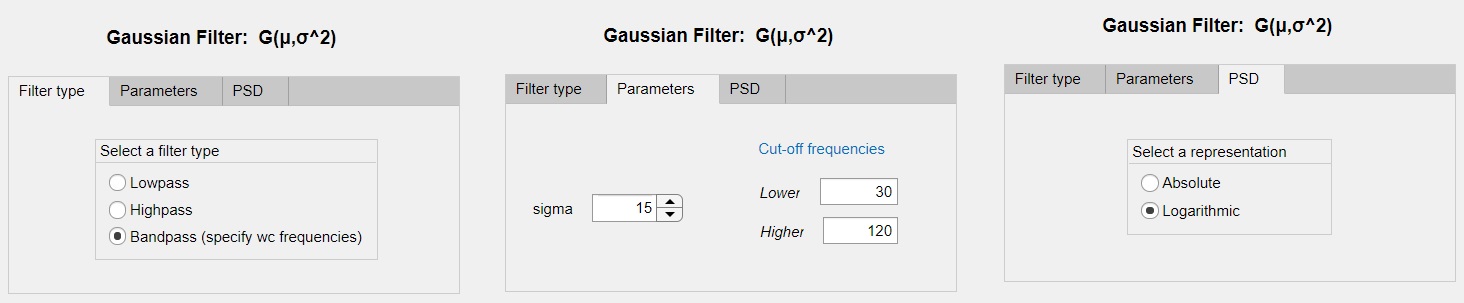 Gaussian Filter: G(μ,σ^2)
Filter type Parameters PSD
Select a filter type
Lowpass
Highpass
Bandpass (specify wc frequencies)
Gaussian Filter: G(μ,σ^2)
Filter type Parameters PSD
Cut-off frequencies
Lower 30
sigma 15
Higher 120
Gaussian Filter: G(μ,σ^2)
Filter type Parameters PSD
Select a representation
Absolute
Logarithmic